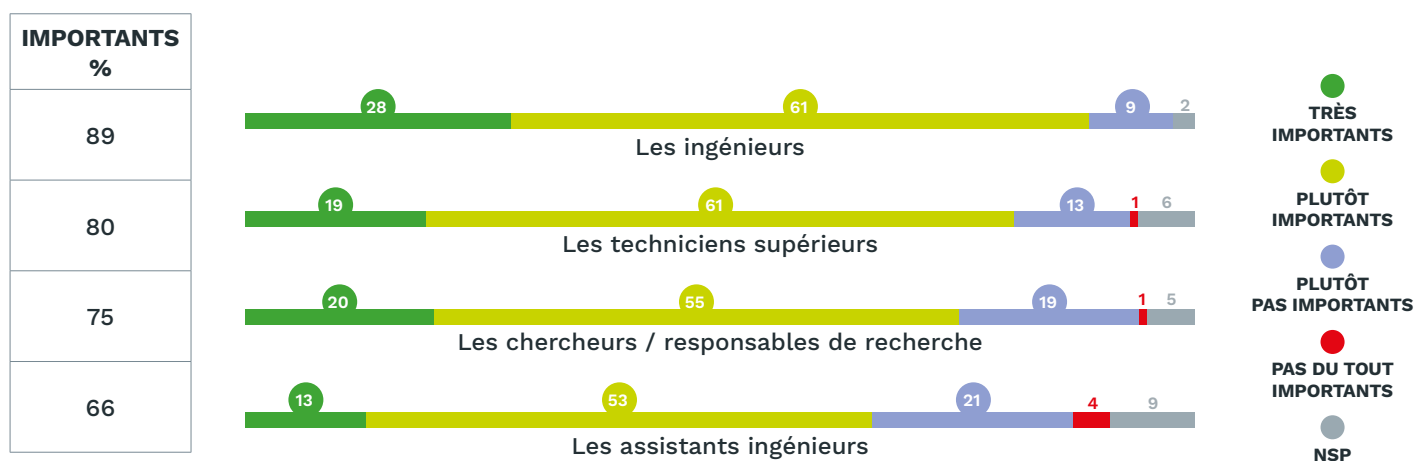 IMPORTANTS
%
89
80
75
66
28
61
9
2
Les ingénieurs
19
61
13
1
6
Les techniciens supérieurs
20
55
19
1
5
Les chercheurs / responsables de recherche
13
53
21
4
9
Les assistants ingénieurs
TRÈS
IMPORTANTS
PLUTÔT
IMPORTANTS
PLUTÔT
PAS IMPORTANTS
PAS DU TOUT
IMPORTANTS
NSP